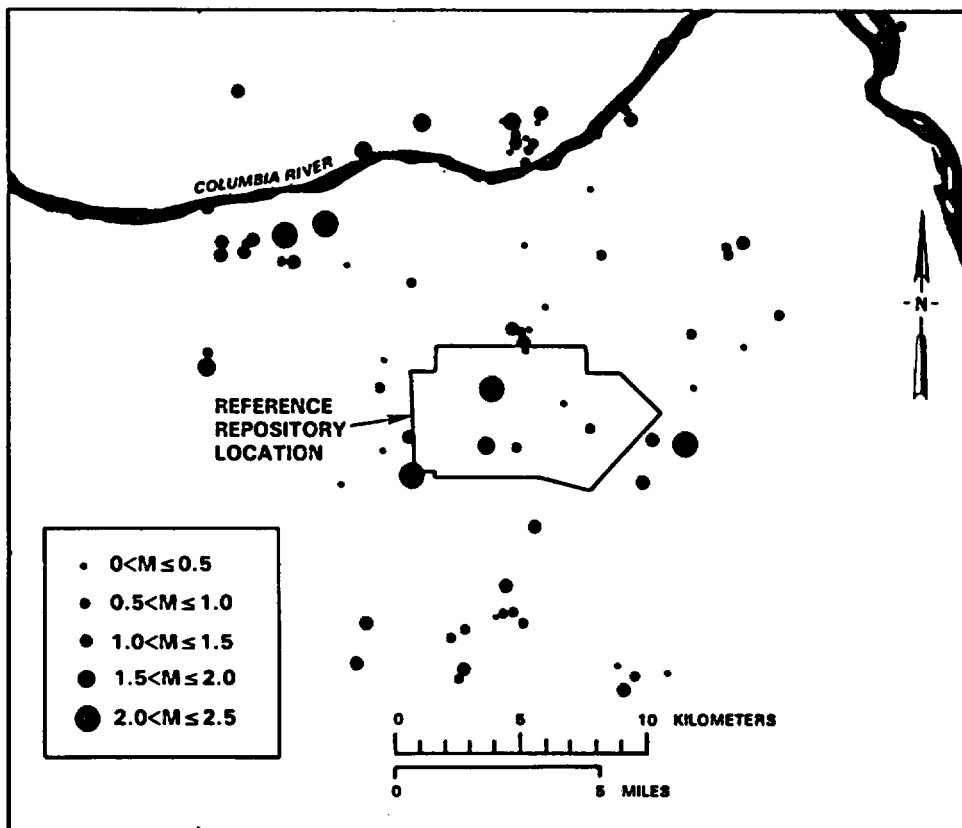 COLUMBIA RIVER
-N-
REFERENCE
REPOSITORY
LOCATION
0<M≤0.5
0.5<M≤1.0
1.0<M≤1.5
1.5<M≤2.0
2.0<M≤2.5
0 5 10 KILOMETERS
0 5 MILES